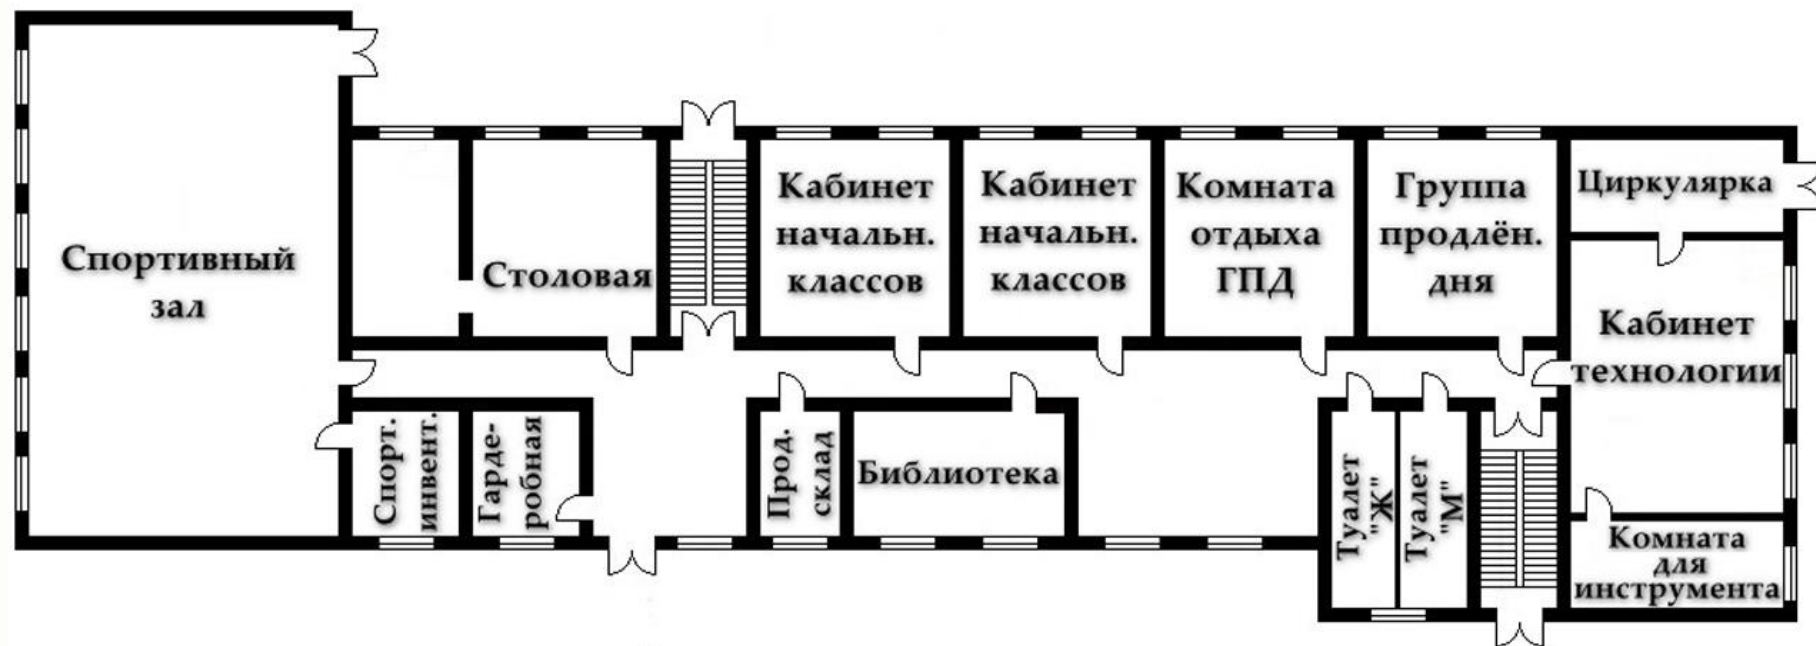 Спортивный
зал
Столовая
Кабинет
начальн.
классов
Кабинет
начальн.
классов
Комната
отдыха
ГПД
Группа
продлён.
дня
Циркулярка
Кабинет
технологии
Спорт.
инвент.
Гарде-
робная
Прод.
склад
Библиотека
Туалет
"Ж"
Туалет
"М"
Комната
для
инструмента